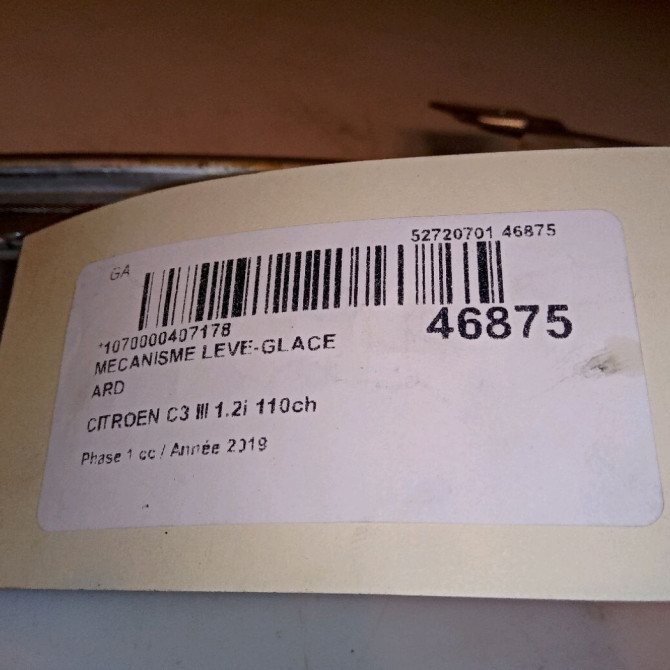 52720701 46875
GA
*1070000407178
46875
MECANISME LEVE-GLACE
ARD
CITROEN C3 III 1.2i 110ch
Phase 1 cc / Année 2019